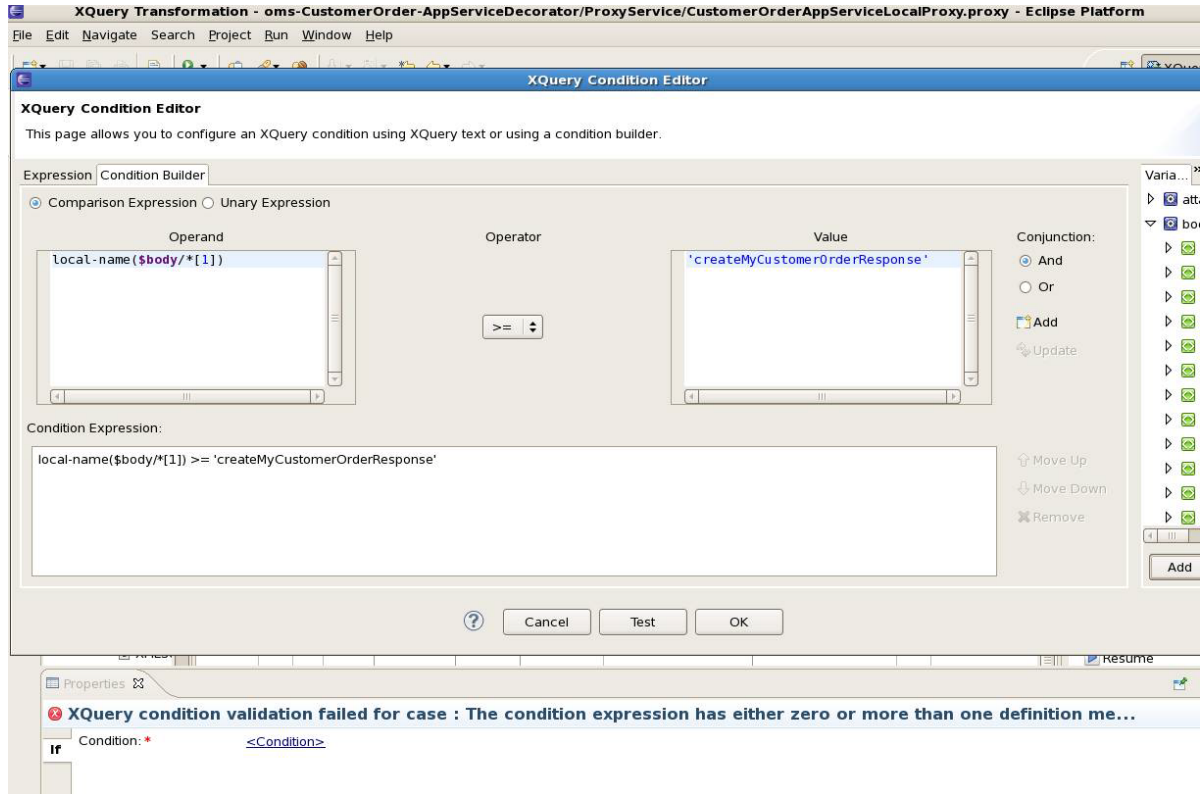 XQuery Transformation - oms-CustomerOrder-AppServiceDecorator/ProxyService/CustomerOrderAppServiceLocalProxy.proxy - Eclipse Platform
File Edit Navigate Search Project Run Window Help
XQuery Condition Editor
XQuery Condition Editor
This page allows you to configure an XQuery condition using XQuery text or using a condition builder.
Expression Condition Builder Varia...
Comparison Expression Unary Expression
Operand Operator Value Conjunction:
local-name($body/*[1]) 'createMyCustomerOrderResponse' And
Or
>= Add
Update
Condition Expression:
local-name($body/*[1]) >= 'createMyCustomerOrderResponse' Move Up
Move Down
Remove
Add
Cancel Test OK
Resume
Properties
XQuery condition validation failed for case : The condition expression has either zero or more than one definition me...
If Condition: * <Condition>